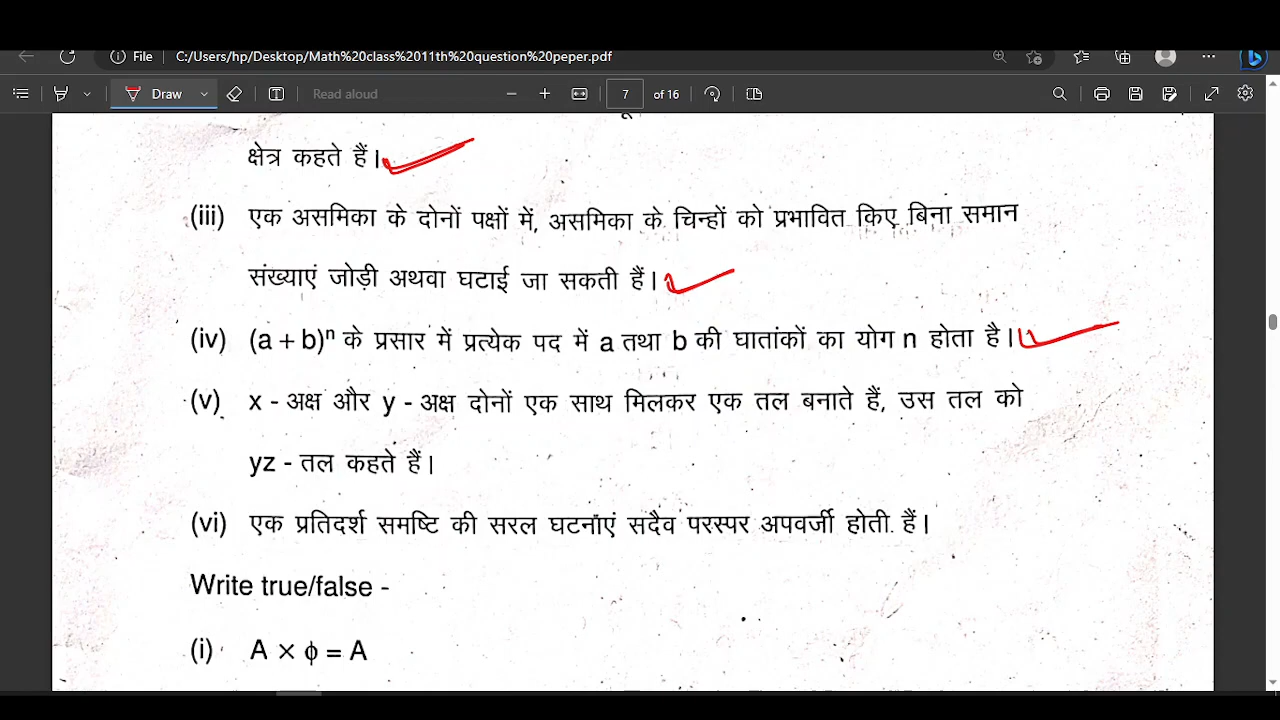 File C:/Users/hp/Desktop/Math%20class%2011th%20question%20peper.pdf
Draw Read aloud 7 of 16
क्षेत्र कहते हैं।
(iii) एक असमिका के दोनों पक्षों में, असमिका के चिन्हों को प्रभावित किए बिना समान
संख्याएं जोड़ी अथवा घटाई जा सकती हैं।
(iv) (a + b)ⁿ के प्रसार में प्रत्येक पद में a तथा b की घातांकों का योग n होता है।
(v) x - अक्ष और y - अक्ष दोनों एक साथ मिलकर एक तल बनाते हैं, उस तल को
yz - तल कहते हैं।
(vi) एक प्रतिदर्श समष्टि की सरल घटनाएं सदैव परस्पर अपवर्जी होती हैं।
Write true/false -
(i) A × ϕ = A